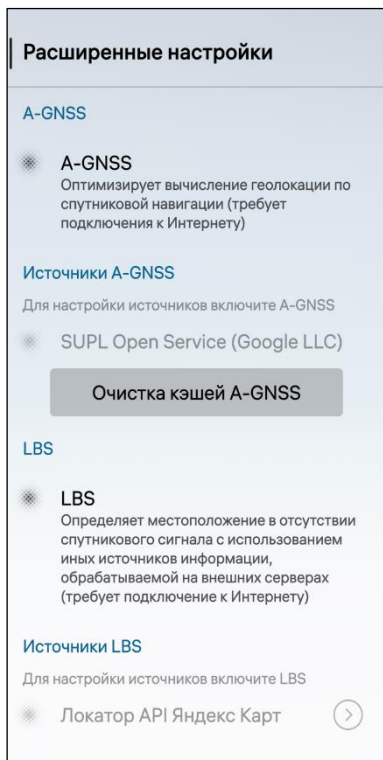 Расширенные настройки
A-GNSS
A-GNSS
Оптимизирует вычисление геолокации по
спутниковой навигации (требует
подключения к Интернету)
Источники A-GNSS
Для настройки источников включите A-GNSS
SUPL Open Service (Google LLC)
Очистка кэшей A-GNSS
LBS
LBS
Определяет местоположение в отсутствии
спутникового сигнала с использованием
иных источников информации,
обрабатываемой на внешних серверах
(требует подключение к Интернету)
Источники LBS
Для настройки источников включите LBS
Локатор API Яндекс Карт